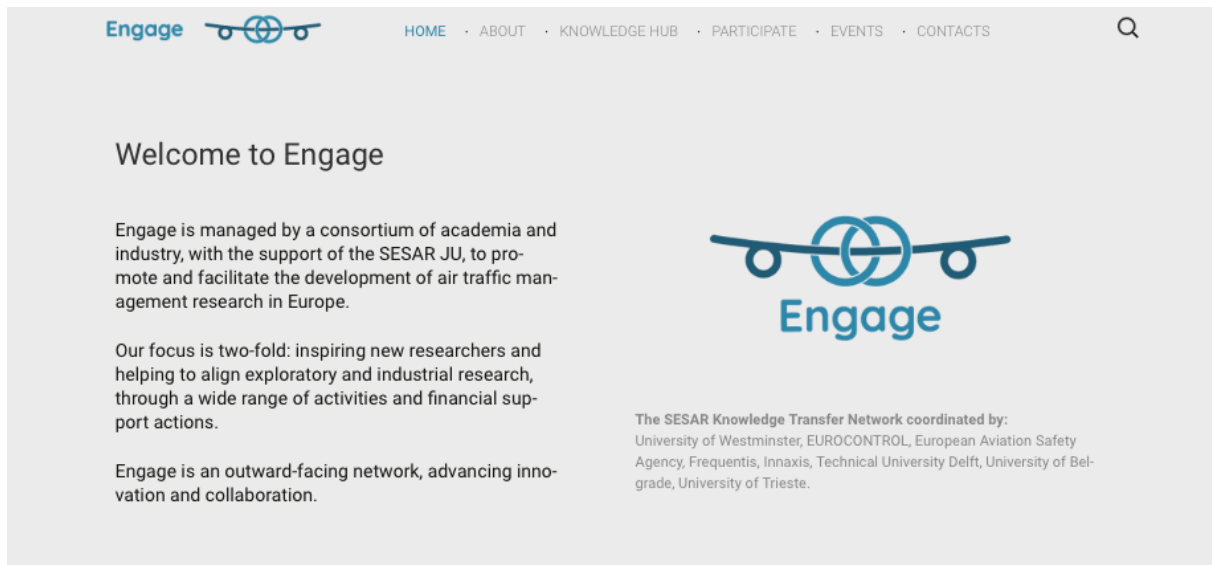 Engage
HOME · ABOUT · KNOWLEDGE HUB · PARTICIPATE · EVENTS · CONTACTS
Welcome to Engage
Engage is managed by a consortium of academia and
industry, with the support of the SESAR JU, to pro-
mote and facilitate the development of air traffic man-
agement research in Europe.
Our focus is two-fold: inspiring new researchers and
helping to align exploratory and industrial research,
through a wide range of activities and financial sup-
port actions.
Engage is an outward-facing network, advancing inno-
vation and collaboration.
Engage
The SESAR Knowledge Transfer Network coordinated by:
University of Westminster, EUROCONTROL, European Aviation Safety
Agency, Frequentis, Innaxis, Technical University Delft, University of Bel-
grade, University of Trieste.